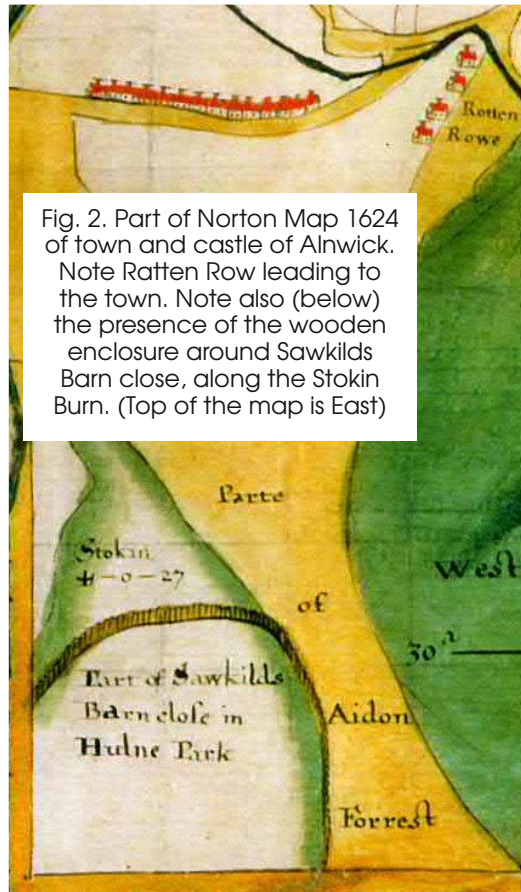 Rotten
Rowe
Fig. 2. Part of Norton Map 1624
of town and castle of Alnwick.
Note Ratten Row leading to
the town. Note also (below)
the presence of the wooden
enclosure around Sawkilds
Barn close, along the Stokin
Burn. (Top of the map is East)
Parte
of
Aidon
Forrest
Stokin
4-0-27
Part of Sawkilds
Barn close in
Hulne Park
West
30a